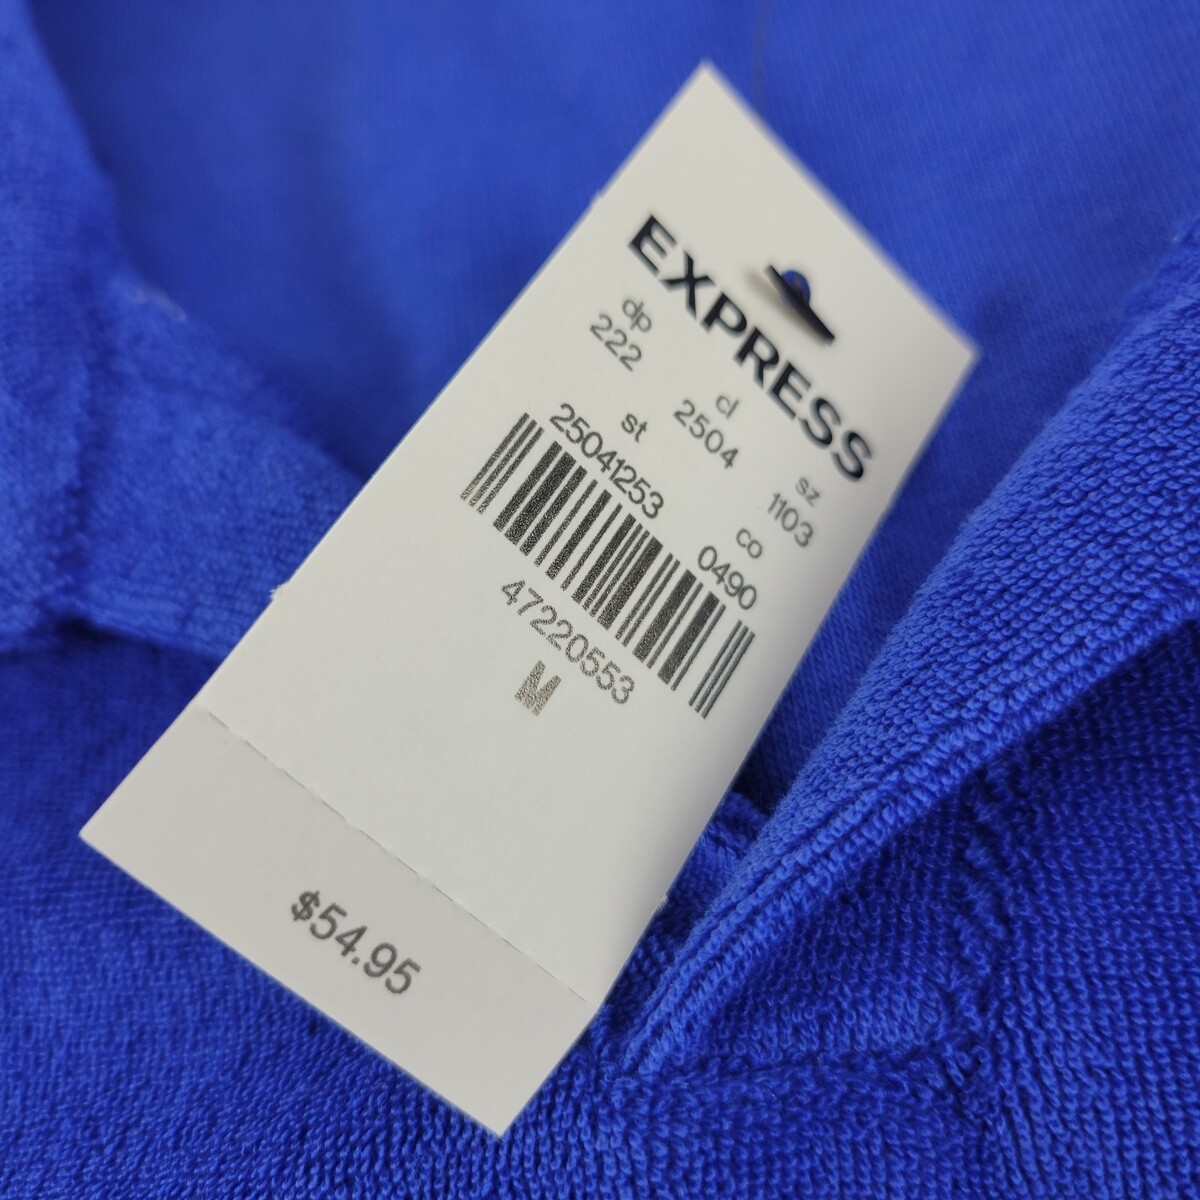 EXPRESS
dp cl sz
222 2504 1103
st co
25041253 0490
47220553
M
$54.95